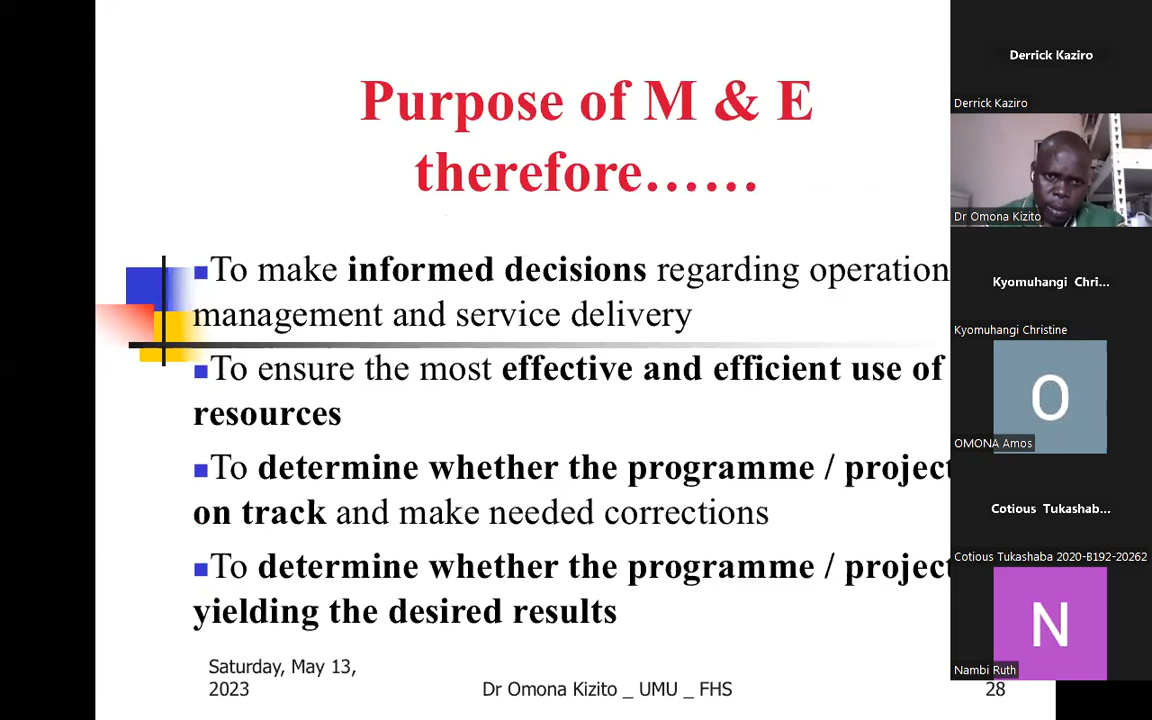 Purpose of M & E
therefore......
To make informed decisions regarding operation
management and service delivery
To ensure the most effective and efficient use of
resources
To determine whether the programme / project
on track and make needed corrections
To determine whether the programme / project
yielding the desired results
Saturday, May 13,
2023
Dr Omona Kizito _ UMU _ FHS
28
Derrick Kaziro
Derrick Kaziro
Dr Omona Kizito
Kyomuhangi Chri...
Kyomuhangi Christine
O
OMONA Amos
Cotious Tukashab...
Cotious Tukashaba 2020-B192-20262
N
Nambi Ruth